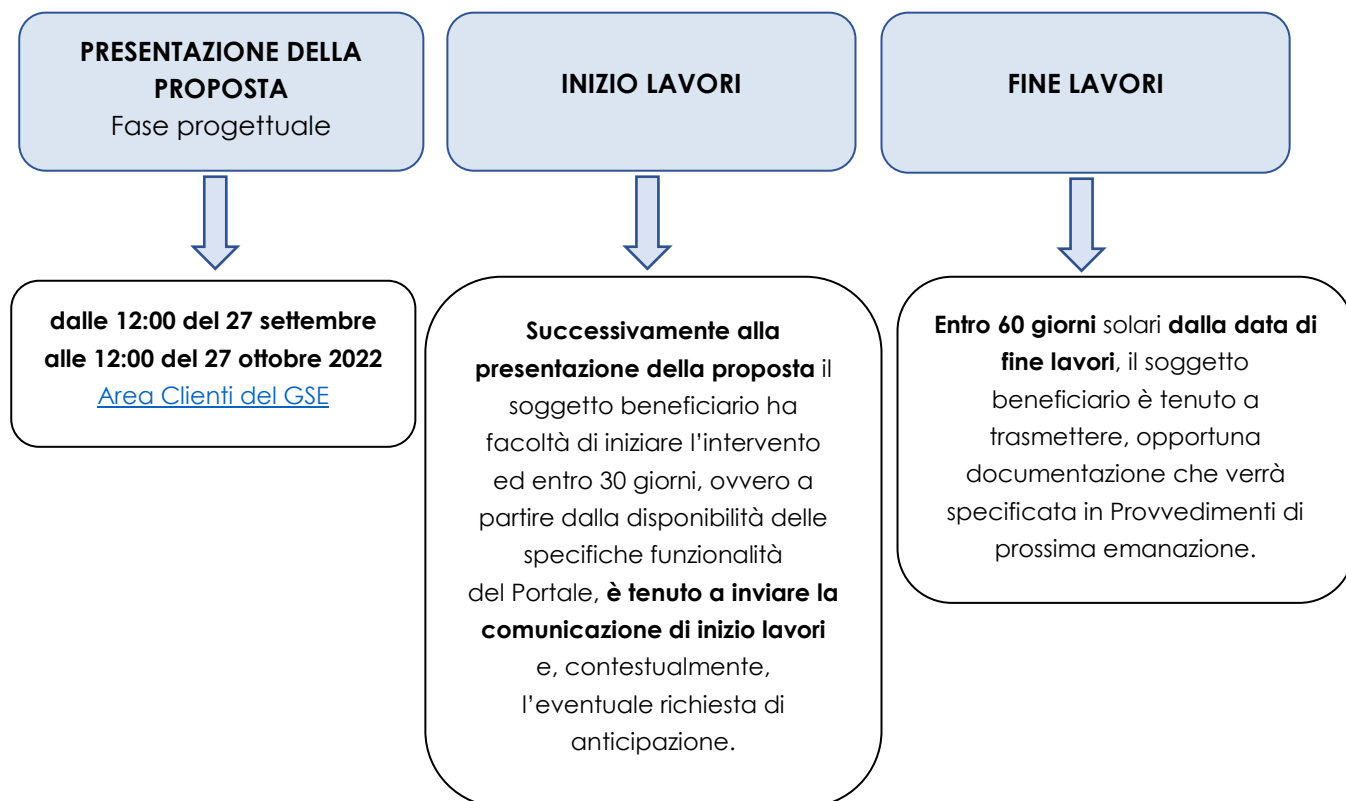 PRESENTAZIONE DELLA
PROPOSTA
Fase progettuale
dalle 12:00 del 27 settembre
alle 12:00 del 27 ottobre 2022
Area Clienti del GSE
INIZIO LAVORI
Successivamente alla
presentazione della proposta il
soggetto beneficiario ha
facoltà di iniziare l’intervento
ed entro 30 giorni, ovvero a
partire dalla disponibilità delle
specifiche funzionalità
del Portale, è tenuto a inviare la
comunicazione di inizio lavori
e, contestualmente,
l’eventuale richiesta di
anticipazione.
FINE LAVORI
Entro 60 giorni solari dalla data di
fine lavori, il soggetto
beneficiario è tenuto a
trasmettere, opportuna
documentazione che verrà
specificata in Provvedimenti di
prossima emanazione.